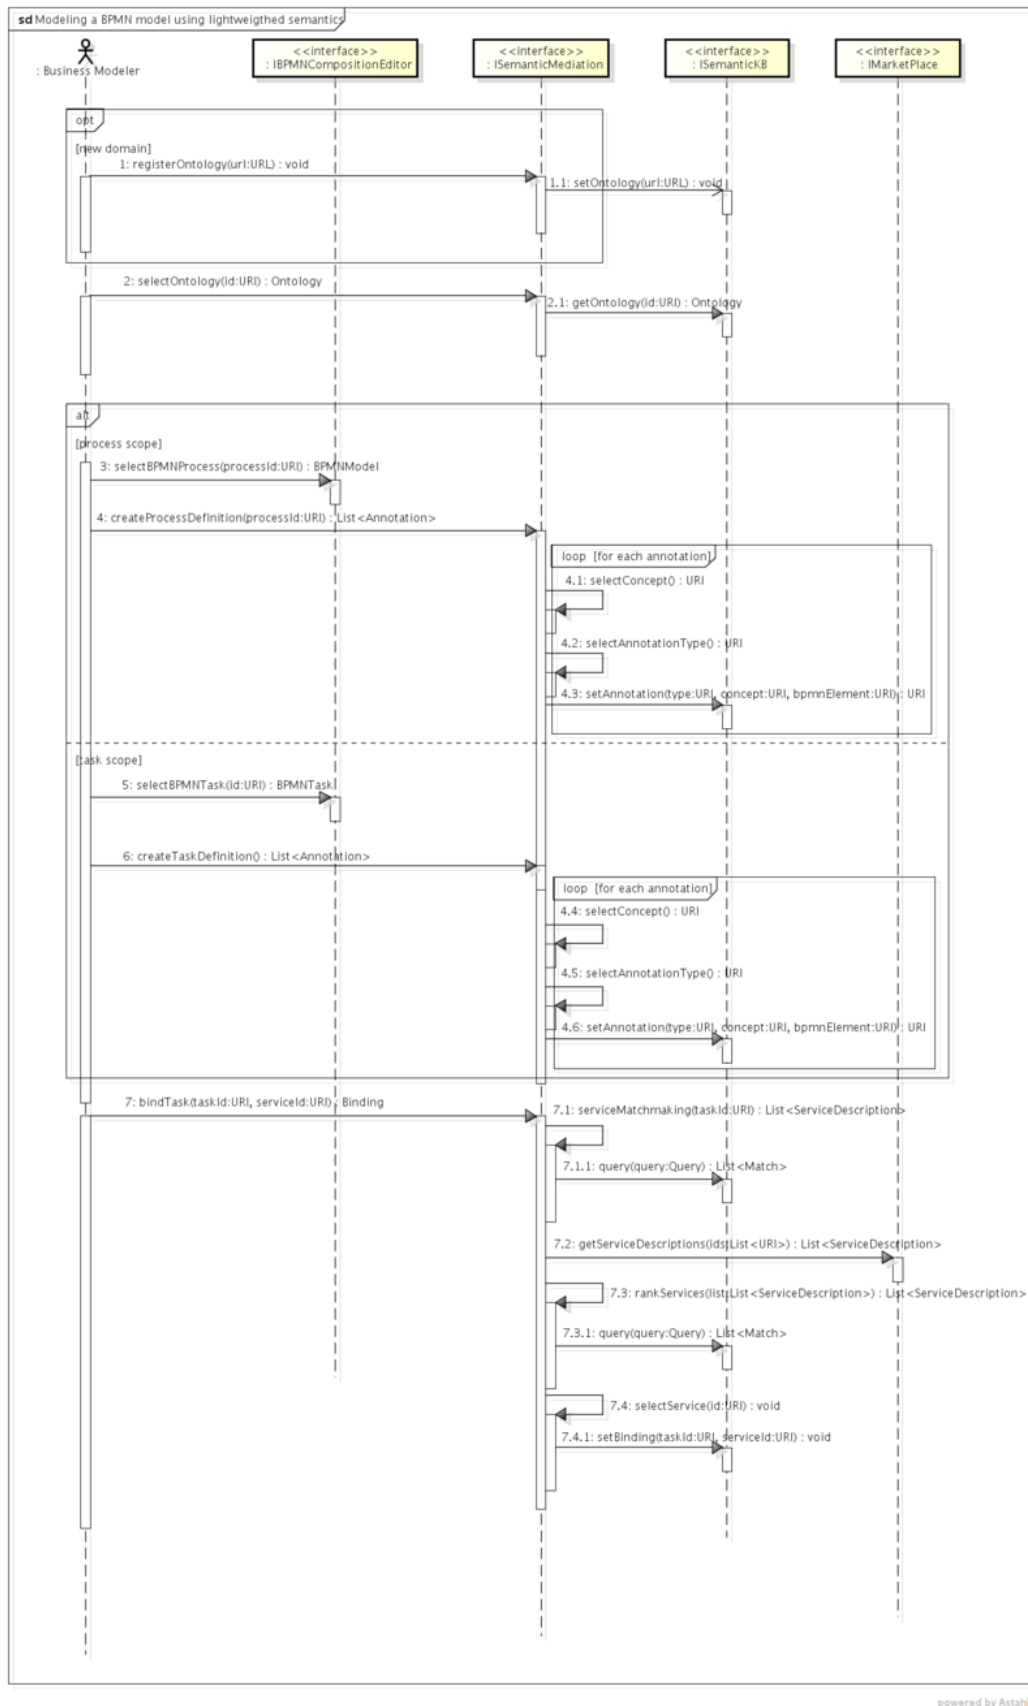 sd Modeling a BPMN model using lightweigthed semantics
: Business Modeler
<<interface>>
: IBPMNCompositionEditor
<<interface>>
: ISemanticMediation
<<interface>>
: ISemanticKB
<<interface>>
: IMarketPlace
opt
[new domain]
1: registerOntology(url:URL) : void
1.1: setOntology(url:URL) : void
2: selectOntology(id:URI) : Ontology
2.1: getOntology(id:URI) : Ontology
alt
[process scope]
3: selectBPMNProcess(processId:URI) : BPMNModel
4: createProcessDefinition(processId:URI) : List<Annotation>
loop [for each annotation]
4.1: selectConcept() : URI
4.2: selectAnnotationType() : URI
4.3: setAnnotation(type:URI, concept:URI, bpmnElement:URI) : URI
[task scope]
5: selectBPMNTask(id:URI) : BPMNTask
6: createTaskDefinition() : List<Annotation>
loop [for each annotation]
4.4: selectConcept() : URI
4.5: selectAnnotationType() : URI
4.6: setAnnotation(type:URI, concept:URI, bpmnElement:URI) : URI
7: bindTask(taskId:URI, serviceId:URI) : Binding
7.1: serviceMatchmaking(taskId:URI) : List<ServiceDescription>
7.1.1: query(query:Query) : List<Match>
7.2: getServiceDescriptions(ids:List<URI>) : List<ServiceDescription>
7.3: rankServices(list:List<ServiceDescription>) : List<ServiceDescription>
7.3.1: query(query:Query) : List<Match>
7.4: selectService(id:URI) : void
7.4.1: setBinding(taskId:URI, serviceId:URI) : void
powered by Astah